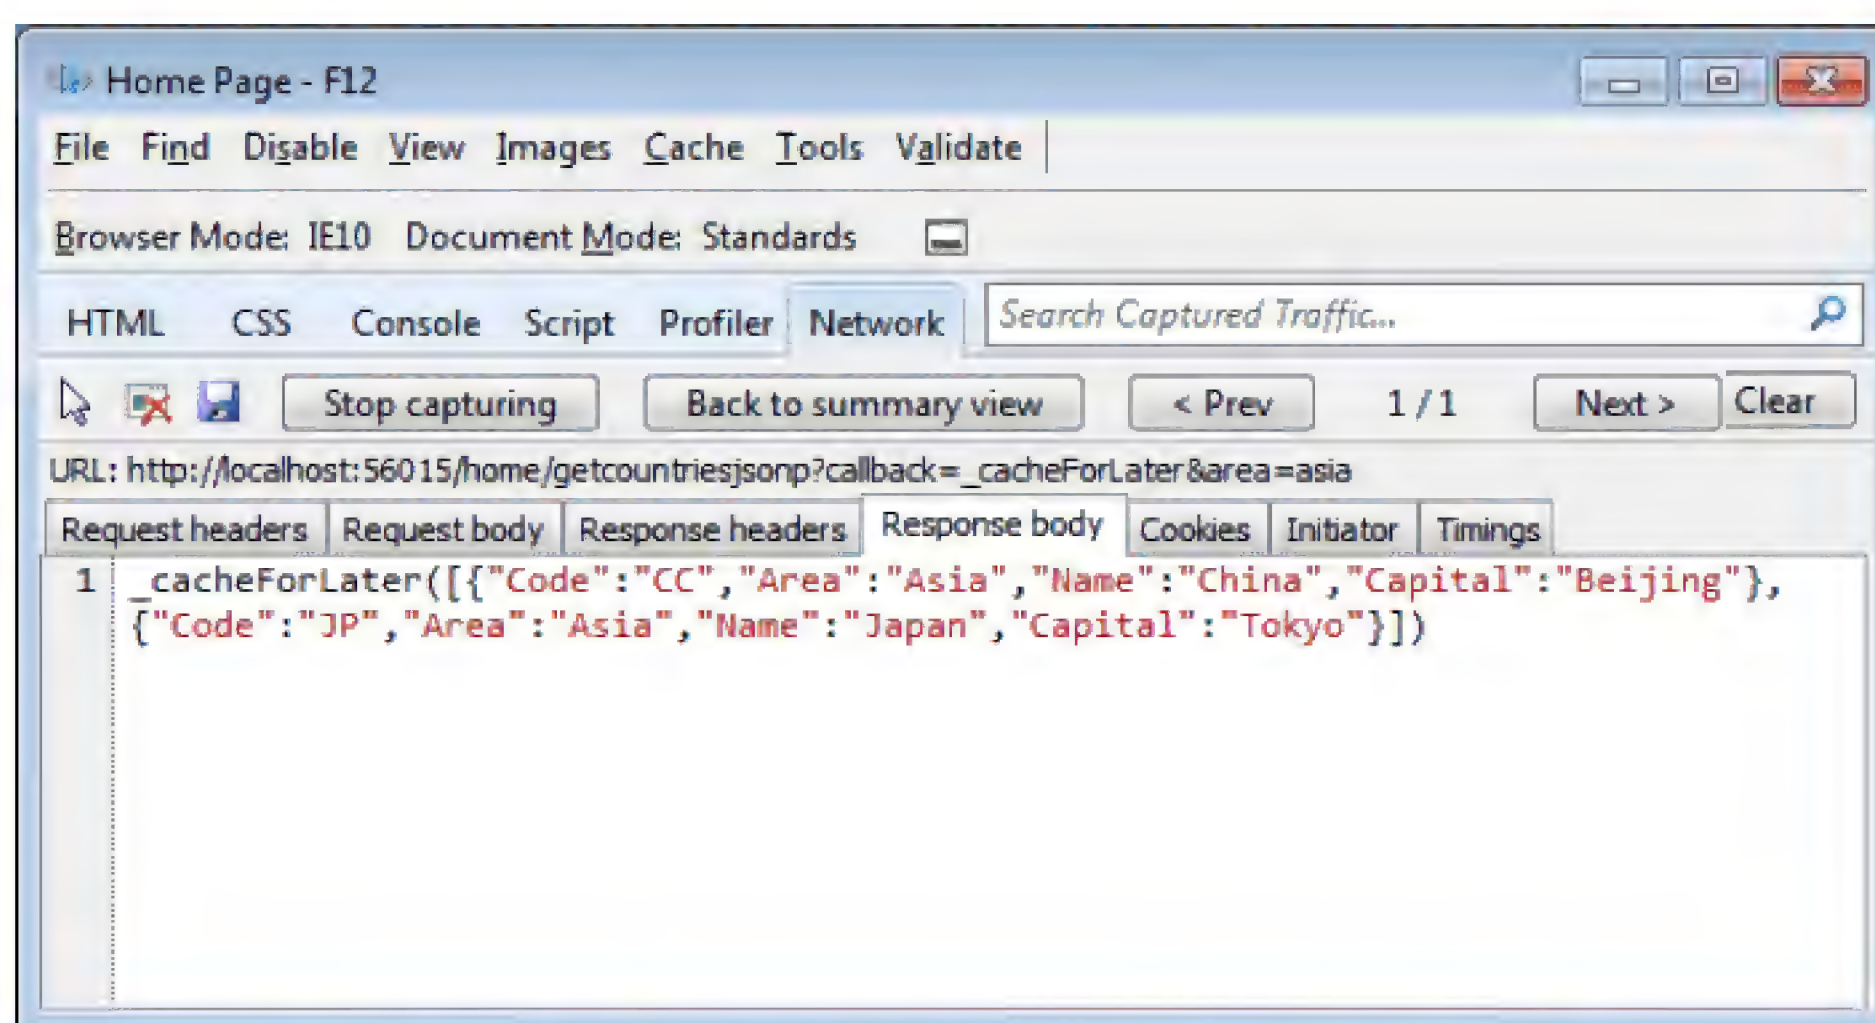 Home Page - F12
File Find Disable View Images Cache Tools Validate
Browser Mode: IE10 Document Mode: Standards
HTML CSS Console Script Profiler Network Search Captured Traffic...
Stop capturing Back to summary view < Prev 1 / 1 Next > Clear
URL: http://localhost:56015/home/getcountriesjsonp?callback=_cacheForLater&area=asia
Request headers Request body Response headers Response body Cookies Initiator Timings
1 _cacheForLater([{"Code":"CC","Area":"Asia","Name":"China","Capital":"Beijing"},
{"Code":"JP","Area":"Asia","Name":"Japan","Capital":"Tokyo"}])